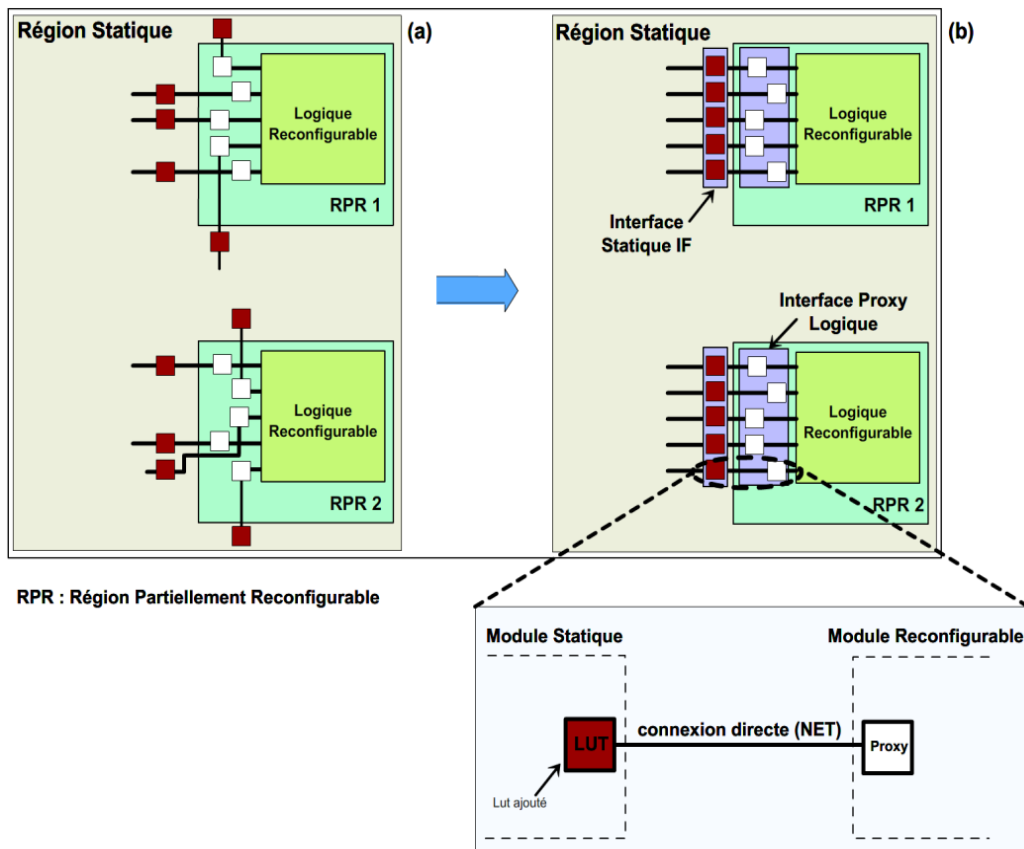 Région Statique
(a)
Logique
Reconfigurable
RPR 1
Logique
Reconfigurable
RPR 2
Région Statique
(b)
Logique
Reconfigurable
RPR 1
Interface
Statique IF
Interface Proxy
Logique
Logique
Reconfigurable
RPR 2
RPR : Région Partiellement Reconfigurable
Module Statique
Module Reconfigurable
connexion directe (NET)
LUT
Proxy
Lut ajouté